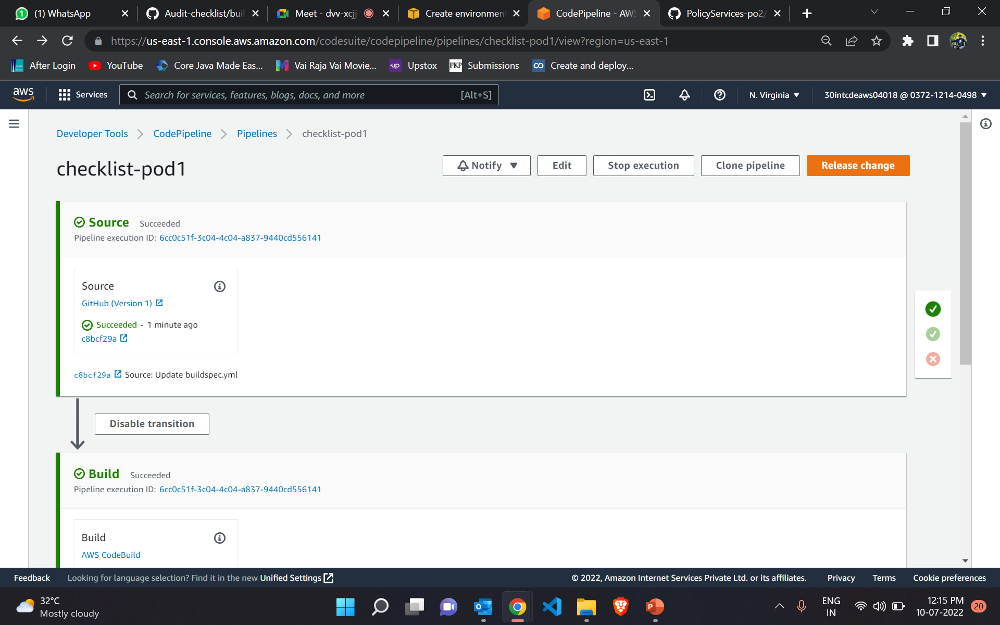 (1) WhatsApp
Audit-checklist/buil
Meet - dvv-xcjj
Create environment
CodePipeline - AWS
PolicyServices-po2/
https://us-east-1.console.aws.amazon.com/codesuite/codepipeline/pipelines/checklist-pod1/view?region=us-east-1
After Login
YouTube
Core Java Made Eas...
Vai Raja Vai Movie...
up
Upstox
PKP
Submissions
Create and deploy...
aws
Services
Search for services, features, blogs, docs, and more
[Alt+S]
N. Virginia
30intcdeaws04018 @ 0372-1214-0498
Developer Tools
CodePipeline
Pipelines
checklist-pod1
checklist-pod1
Notify
Edit
Stop execution
Clone pipeline
Release change
Source Succeeded
Pipeline execution ID: 6cc0c51f-3c04-4c04-a837-9440cd556141
Source
GitHub (Version 1)
Succeeded - 1 minute ago
c8bcf29a
c8bcf29a Source: Update buildspec.yml
Disable transition
Build Succeeded
Pipeline execution ID: 6cc0c51f-3c04-4c04-a837-9440cd556141
Build
AWS CodeBuild
Feedback
Looking for language selection? Find it in the new Unified Settings
© 2022, Amazon Internet Services Private Ltd. or its affiliates.
Privacy
Terms
Cookie preferences
32°C
Mostly cloudy
ENG
IN
12:15 PM
10-07-2022
20